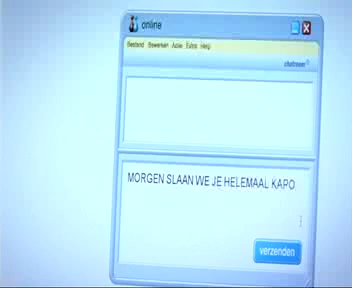 online
Bestand Bewerken Actie Extra Help
chatroom
MORGEN SLAAN WE JE HELEMAAL KAPO
verzenden